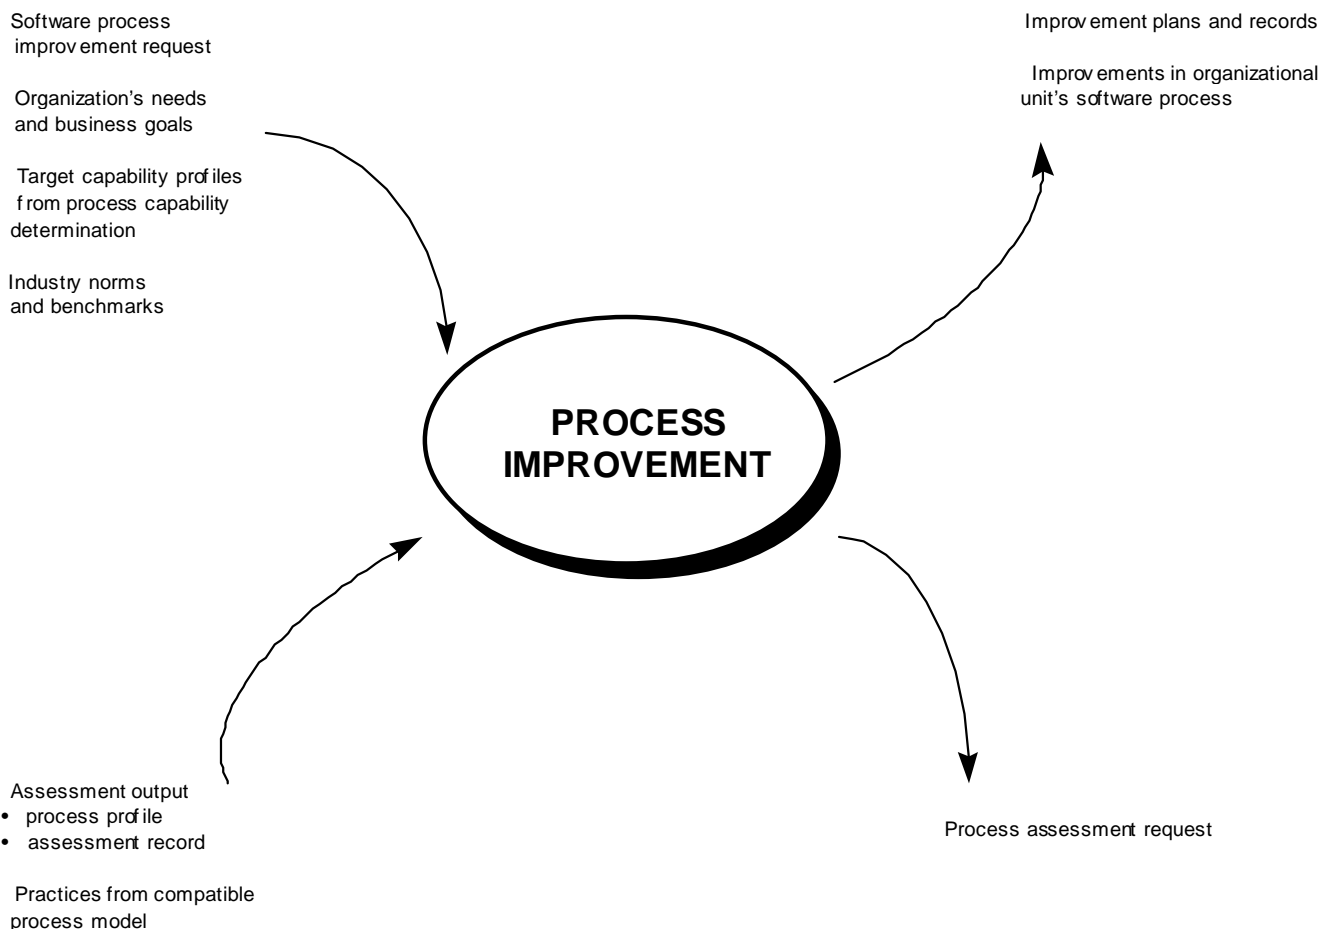 Software process
improvement request
Organization's needs
and business goals
Target capability profiles
from process capability
determination
Industry norms
and benchmarks
Improvement plans and records
Improvements in organizational
unit's software process
PROCESS
IMPROVEMENT
Assessment output
• process profile
• assessment record
Practices from compatible
process model
Process assessment request